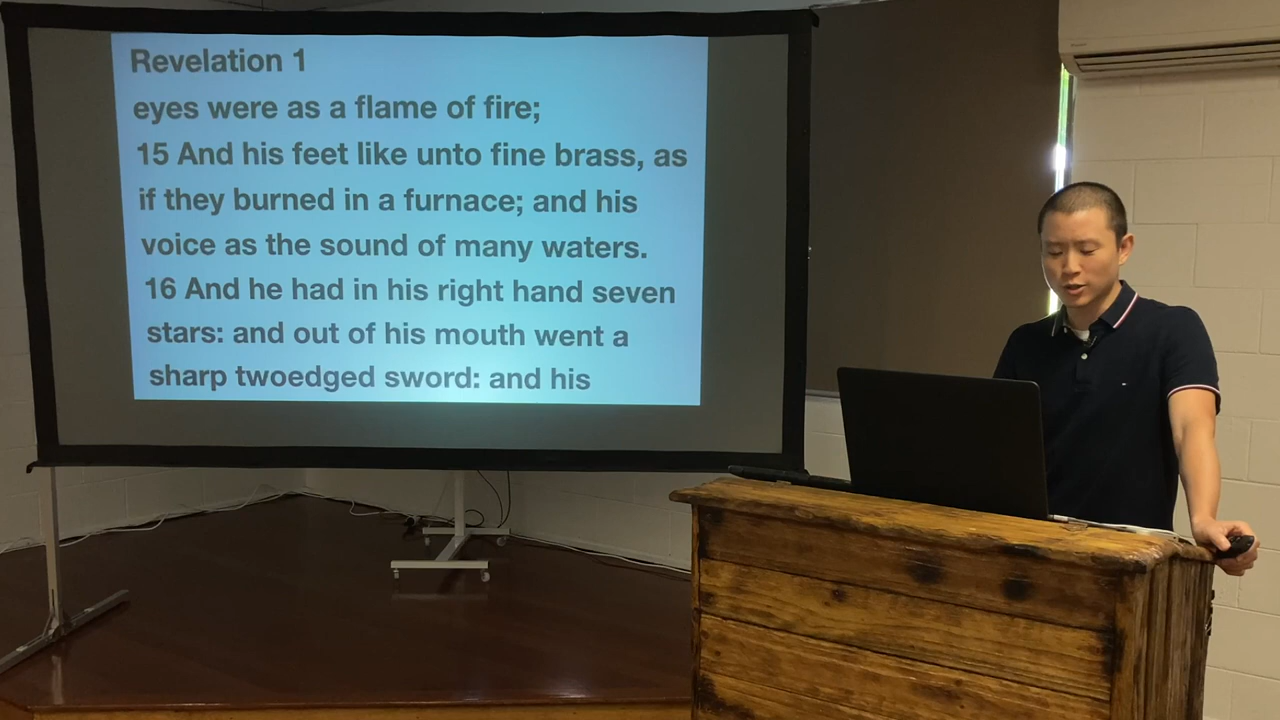 Revelation 1
eyes were as a flame of fire;
15 And his feet like unto fine brass, as
if they burned in a furnace; and his
voice as the sound of many waters.
16 And he had in his right hand seven
stars: and out of his mouth went a
sharp twoedged sword: and his